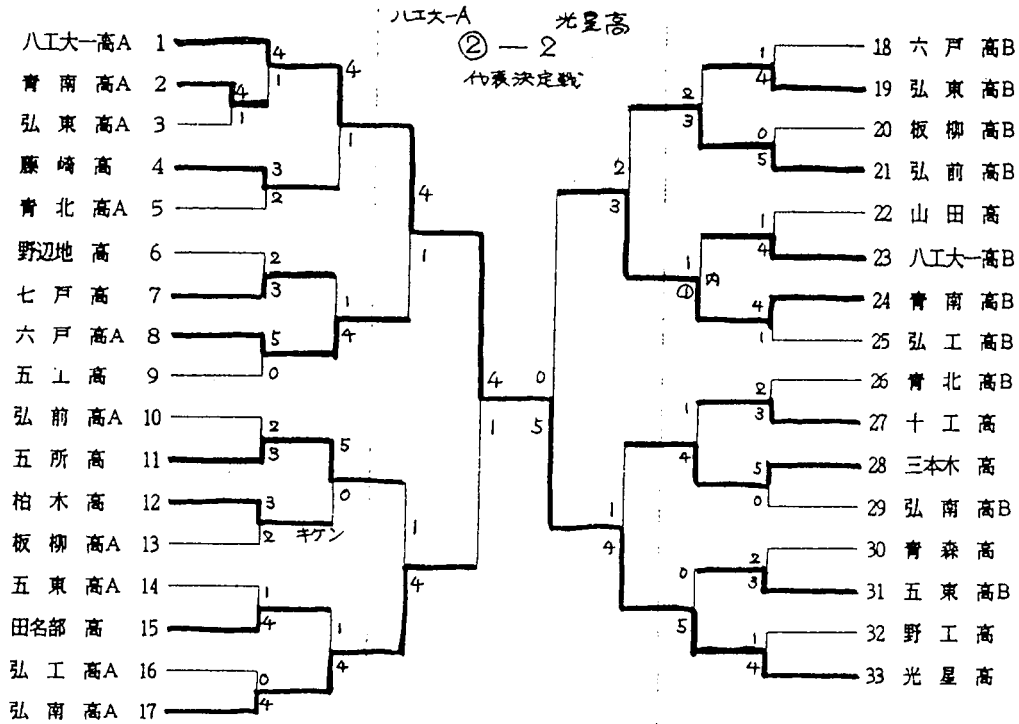 八工大一A 光星高
② — 2
代表決定戦
八工大一高A 1
青南高A 2
弘東高A 3
藤崎高 4
青北高A 5
野辺地高 6
七戸高 7
六戸高A 8
五工高 9
弘前高A 10
五所高 11
柏木高 12
板柳高A 13
五東高A 14
田名部高 15
弘工高A 16
弘南高A 17
4
1
4
1
3
2
2
3
5
0
2
3
3
2
1
4
0
4
4
1
1
4
5
0
キケン
1
4
4
1
1
4
4
1
0
5
2
3
1
4
2
3
1
①
内
1
4
0
5
1
4
0
5
1
4
4
1
2
3
5
0
2
3
1
4
18 六戸高B
19 弘東高B
20 板柳高B
21 弘前高B
22 山田高
23 八工大一高B
24 青南高B
25 弘工高B
26 青北高B
27 十工高
28 三本木高
29 弘南高B
30 青森高
31 五東高B
32 野工高
33 光星高